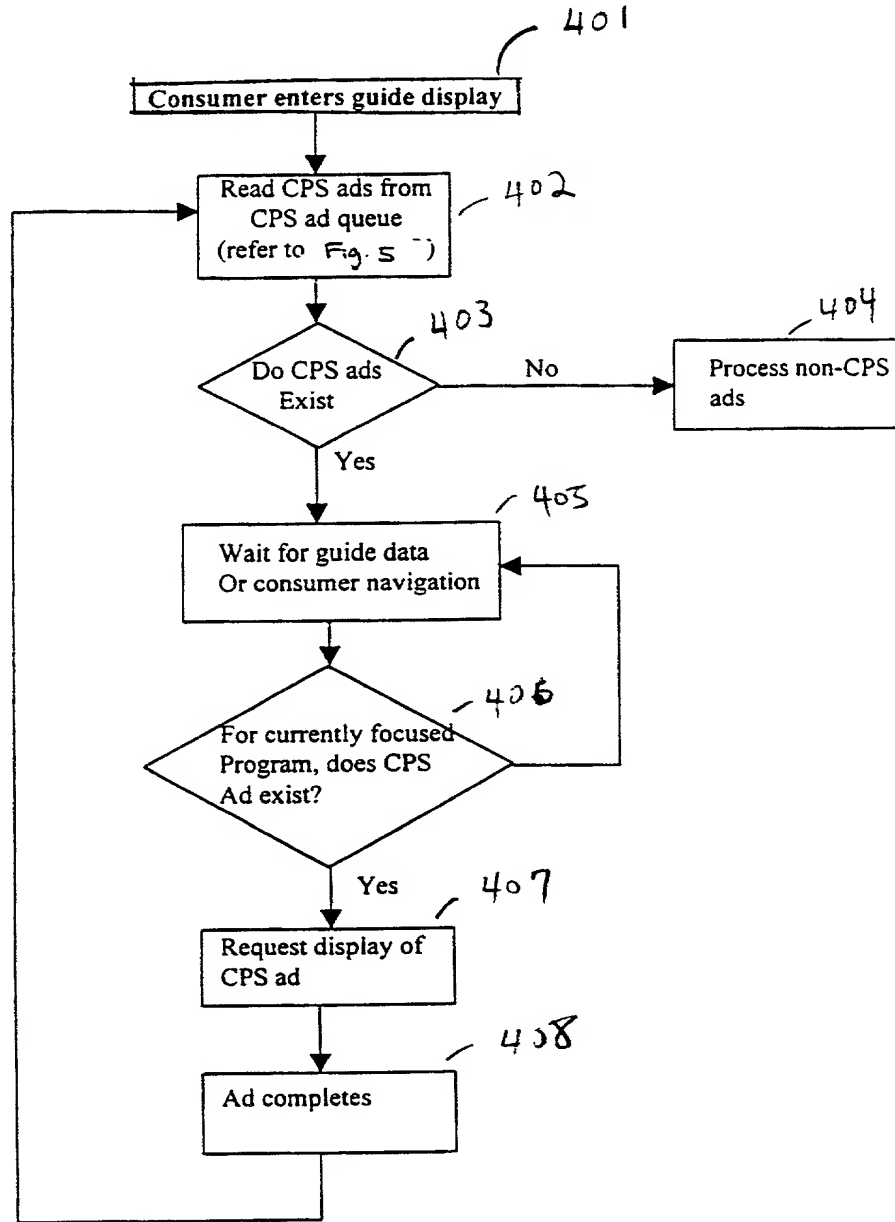 401
Consumer enters guide display
Read CPS ads from
CPS ad queue
(refer to Fig. 5 )
402
403
Do CPS ads
Exist
No
404
Process non-CPS
ads
Yes
405
Wait for guide data
Or consumer navigation
406
For currently focused
Program, does CPS
Ad exist?
Yes
407
Request display of
CPS ad
408
Ad completes